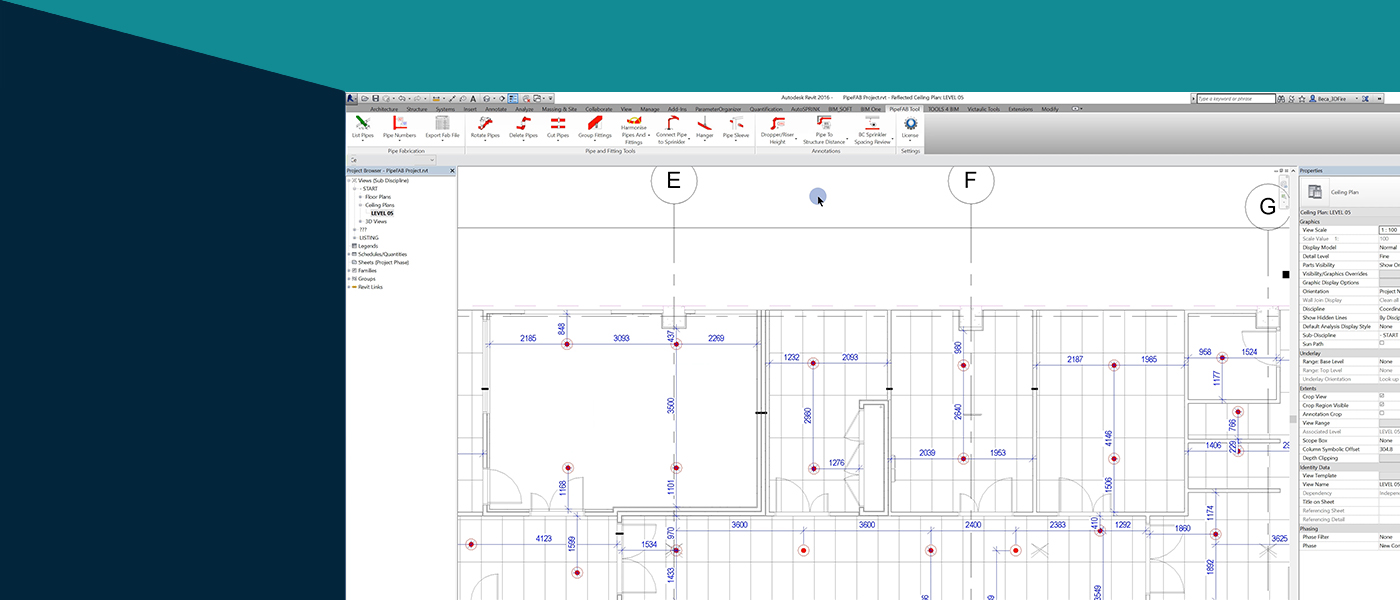 Autodesk Revit 2016 - PipeFAB Project.rvt - Reflected Ceiling Plan: LEVEL 05
Type a keyword or phrase
Beca_3DFire
Architecture Structure Systems Insert Annotate Analyze Massing & Site Collaborate View Manage Add-Ins ParameterOrganizer Quantification AutoSPRINK BIM_SOFT BIM One PipeFAB Tool TOOLS 4 BIM Victaulic Tools Extensions Modify
List Pipes Pipe Numbers Export Fab File Rotate Pipes Delete Pipes Cut Pipes Group Fittings Harmonise Pipes And Fittings Connect Pipe to Sprinkler Hanger Pipe Sleeve Dropper/Riser Height Pipe To Structure Distance BC Sprinkler Spacing Review License
Pipe Fabrication Pipe and Fitting Tools Annotations Settings
Project Browser - PipeFAB Project.rvt
Views (Sub Discipline)
START
Floor Plans
Ceiling Plans
LEVEL 05
3D Views
???
LISTING
Legends
Schedules/Quantities
Sheets (Project Phase)
Families
Groups
Revit Links
E F G
848 437
2185 3093 2269
980
1232 2093
2187 1985
958 1524
1177
3500
2980
2640
766
4146
229
1406
2039 1953
1276
1168
1101
1506
1174
3600 3600 2400 2383 410 1292 1860
970
4123 1599 1534
3625
1433
1892
3549
Properties
Ceiling Plan
Ceiling Plan: LEVEL 05
Graphics
View Scale 1 : 100
Scale Value 1: 100
Display Model Normal
Detail Level Fine
Parts Visibility Show Or
Visibility/Graphics Overrides
Graphic Display Options
Orientation Project N
Wall Join Display Clean all
Discipline Coordina
Show Hidden Lines By Discip
Default Analysis Display Style None
Sub-Discipline - START
Sun Path
Underlay
Range: Base Level None
Range: Top Level None
Underlay Orientation Look up
Extents
Crop View
Crop Region Visible
Annotation Crop
View Range
Associated Level LEVEL 05
Scope Box None
Column Symbolic Offset 304.8
Depth Clipping
Identity Data
View Template
View Name LEVEL 05
Dependency Indepen
Title on Sheet
Referencing Sheet
Referencing Detail
Phasing
Phase Filter None
Phase New Con